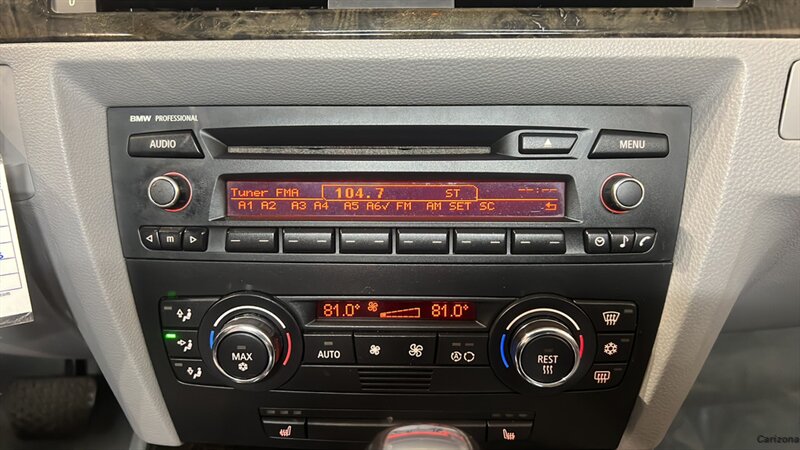 BMW PROFESSIONAL
AUDIO
MENU
Tuner FMA 104.7 ST --:--
A1 A2 A3 A4 A5 A6✓ FM AM SET SC
m
81.0° 81.0°
MAX
AUTO
A
REST
Carizona